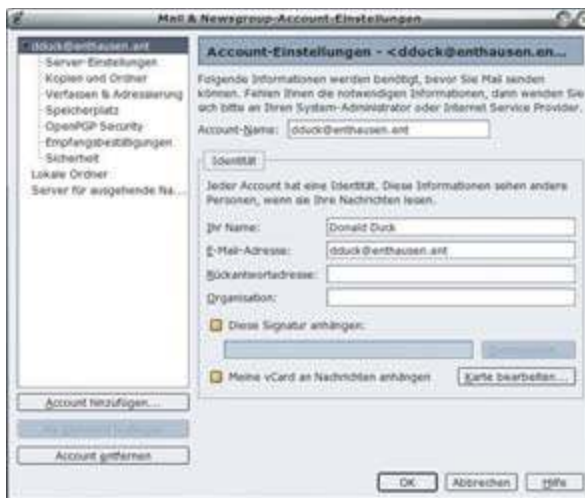 Mail & Newsgroup-Account-Einstellungen
dduck@enthausen.ant
Server-Einstellungen
Kopien und Ordner
Verfassen & Adressierung
Speicherplatz
OpenPGP Security
Empfangsbestätigungen
Sicherheit
Lokale Ordner
Server für ausgehende Na...
Account hinzufügen...
Account entfernen
Account-Einstellungen - <dduck@enthausen.en...
Folgende Informationen werden benötigt, bevor Sie Mail senden
können. Fehlen Ihnen die notwendigen Informationen, dann wenden Sie
sich bitte an Ihren System-Administrator oder Internet Service Provider.
Account-Name: dduck@enthausen.ant
Identität
Jeder Account hat eine Identität. Diese Informationen sehen andere
Personen, wenn sie Ihre Nachrichten lesen.
Ihr Name: Donald Duck
E-Mail-Adresse: dduck@enthausen.ant
Rückantwortadresse:
Organisation:
Diese Signatur anhängen:
Meine vCard an Nachrichten anhängen
Karte bearbeiten...
OK
Abbrechen
Hilfe